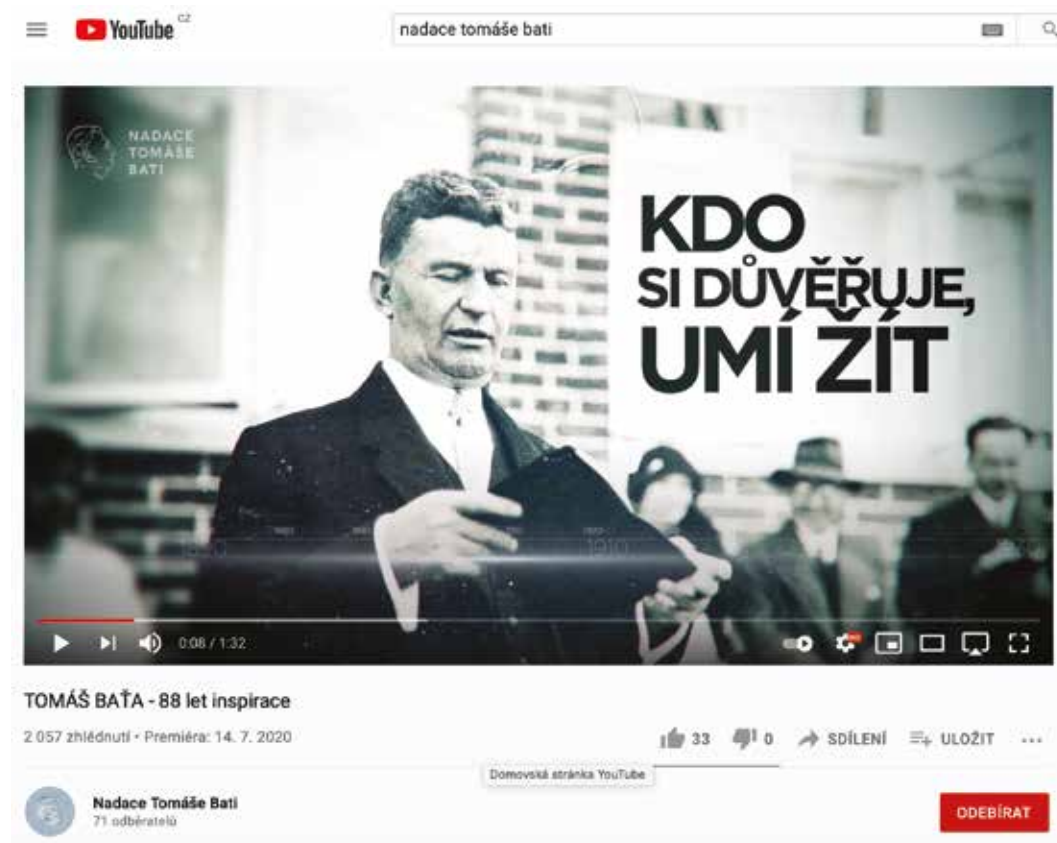 YouTube CZ
nadace tomáše bati
NADACE
TOMÁŠE
BATI
KDO
SI DŮVĚŘUJE,
UMÍ ŽÍT
1910
0:08 / 1:32
TOMÁŠ BAŤA - 88 let inspirace
2 057 zhlédnutí • Premiéra: 14. 7. 2020
33
0
SDÍLENÍ
ULOŽIT
...
Domovská stránka YouTube
Nadace Tomáše Bati
71 odběratelů
ODEBÍRAT